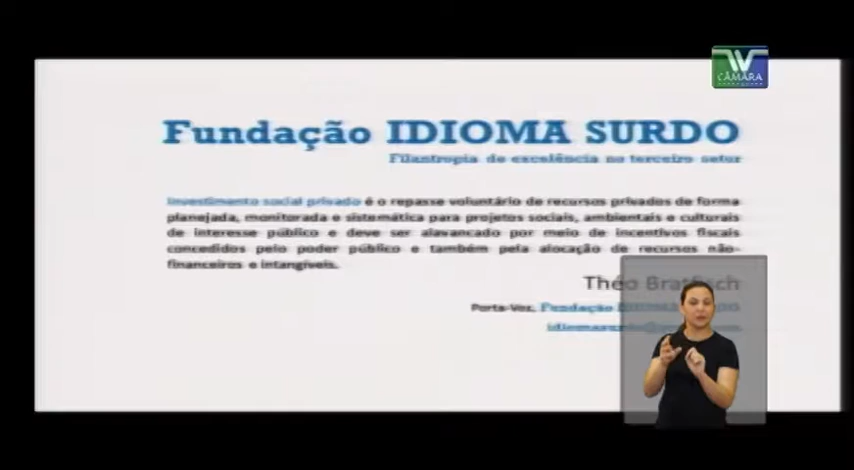 TV CÂMARA
Fundação IDIOMA SURDO
Filantropia de excelência no terceiro setor
Investimento social privado é o repasse voluntário de recursos privados de forma
planejada, monitorada e sistemática para projetos sociais, ambientais e culturais
de interesse público e deve ser alavancado por meio de incentivos fiscais
concedidos pelo poder público e também pela alocação de recursos não-
financeiros e intangíveis.
Théo
Porta-Voz, Fundação